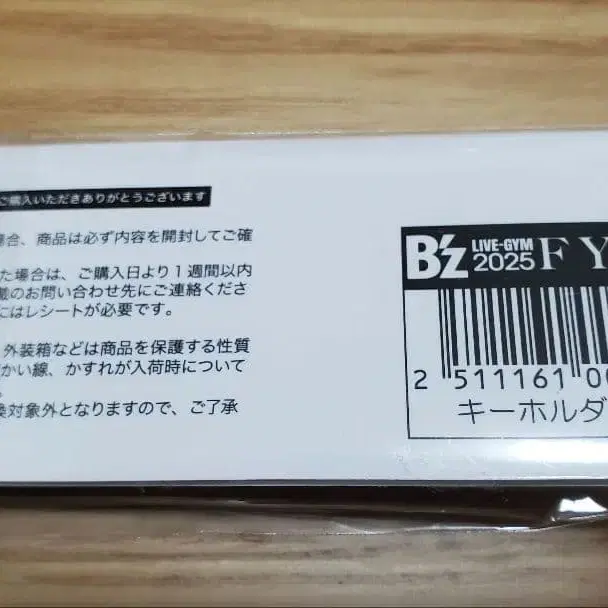 ご購入いただきありがとうございます
場合、商品は必ず内容を開封してご確
た場合は、ご購入日より1週間以内
載のお問い合わせ先にご連絡くださ
にはレシートが必要です。
外装箱などは商品を保護する性質
かい線、かすれが入荷時について
換対象外となりますので、ご了承
B'z LIVE-GYM 2025 FY
2 511161 00
キーホルダ